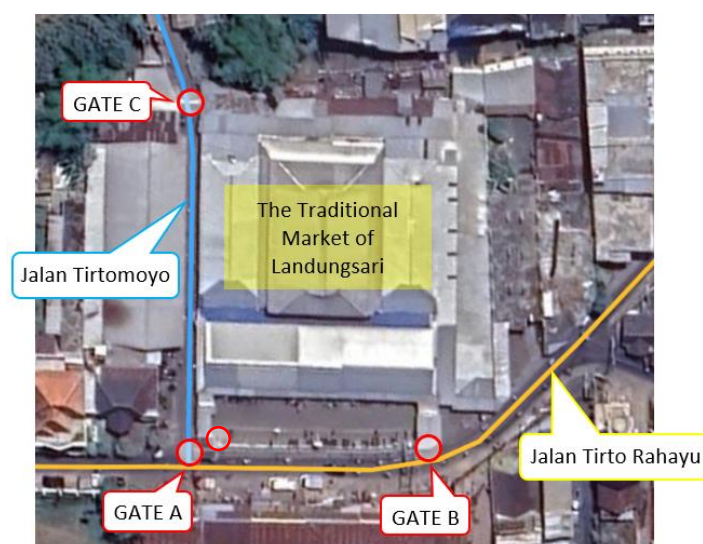 GATE C
The Traditional
Market of
Landungsari
Jalan Tirtomoyo
Jalan Tirto Rahayu
GATE A
GATE B